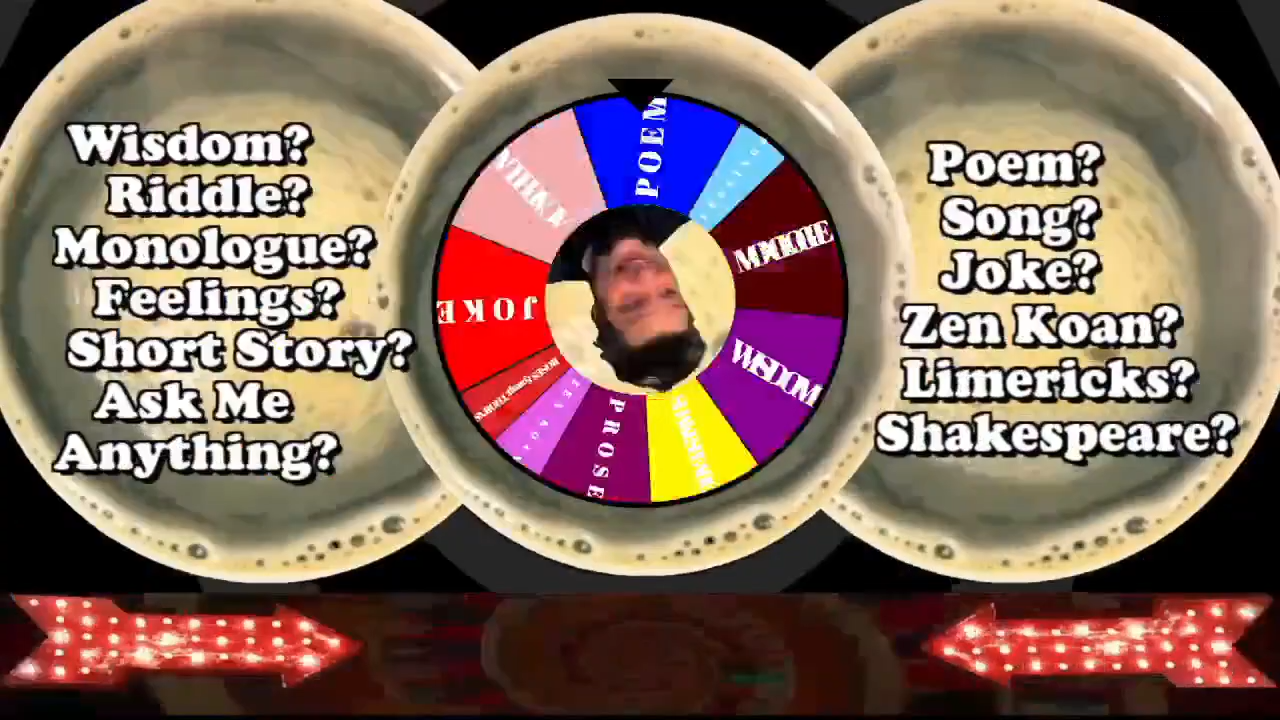 Wisdom?
Riddle?
Monologue?
Feelings?
Short Story?
Ask Me
Anything?
POEM
JOKE
PROSE
WISDOM
Poem?
Song?
Joke?
Zen Koan?
Limericks?
Shakespeare?